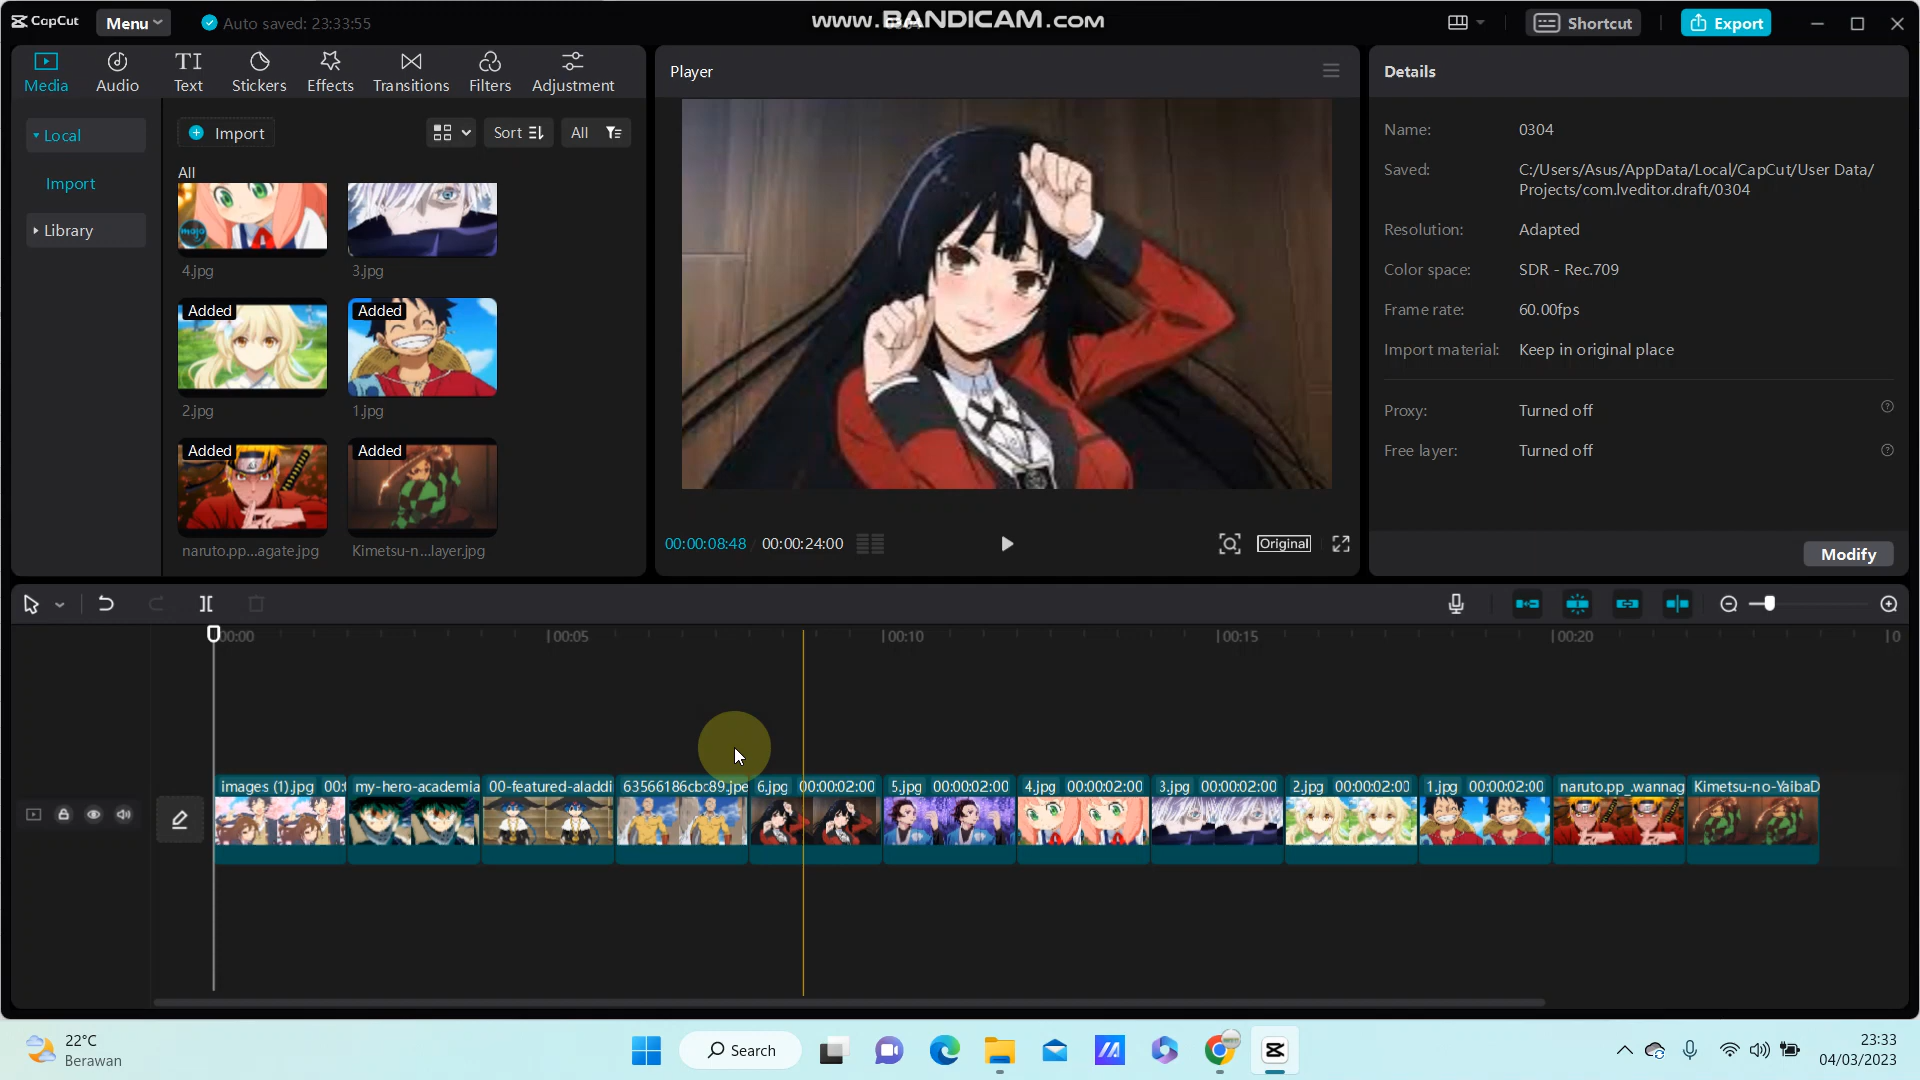 CapCut
Menu
Auto saved: 23:33:55
www.BANDICAM.com
Shortcut
Export
Media
Audio
Text
Stickers
Effects
Transitions
Filters
Adjustment
Local
Import
Library
Import
Sort
All
All
mojo
4.jpg
3.jpg
Added
Added
2.jpg
1.jpg
Added
Added
naruto.pp...agate.jpg
Kimetsu-n...layer.jpg
Player
00:00:08:48
00:00:24:00
Original
Details
Name:
0304
Saved:
C:/Users/Asus/AppData/Local/CapCut/User Data/
Projects/com.lveditor.draft/0304
Resolution:
Adapted
Color space:
SDR - Rec.709
Frame rate:
60.00fps
Import material:
Keep in original place
Proxy:
Turned off
Free layer:
Turned off
Modify
00:00
00:05
00:10
00:15
00:20
0
images (1).jpg 00:
my-hero-academia
00-featured-aladdi
63566186cbc89.jpe
6.jpg 00:00:02:00
5.jpg 00:00:02:00
4.jpg 00:00:02:00
3.jpg 00:00:02:00
2.jpg 00:00:02:00
1.jpg 00:00:02:00
naruto.pp_.wannag
Kimetsu-no-YaibaD
22°C
Berawan
Search
23:33
04/03/2023